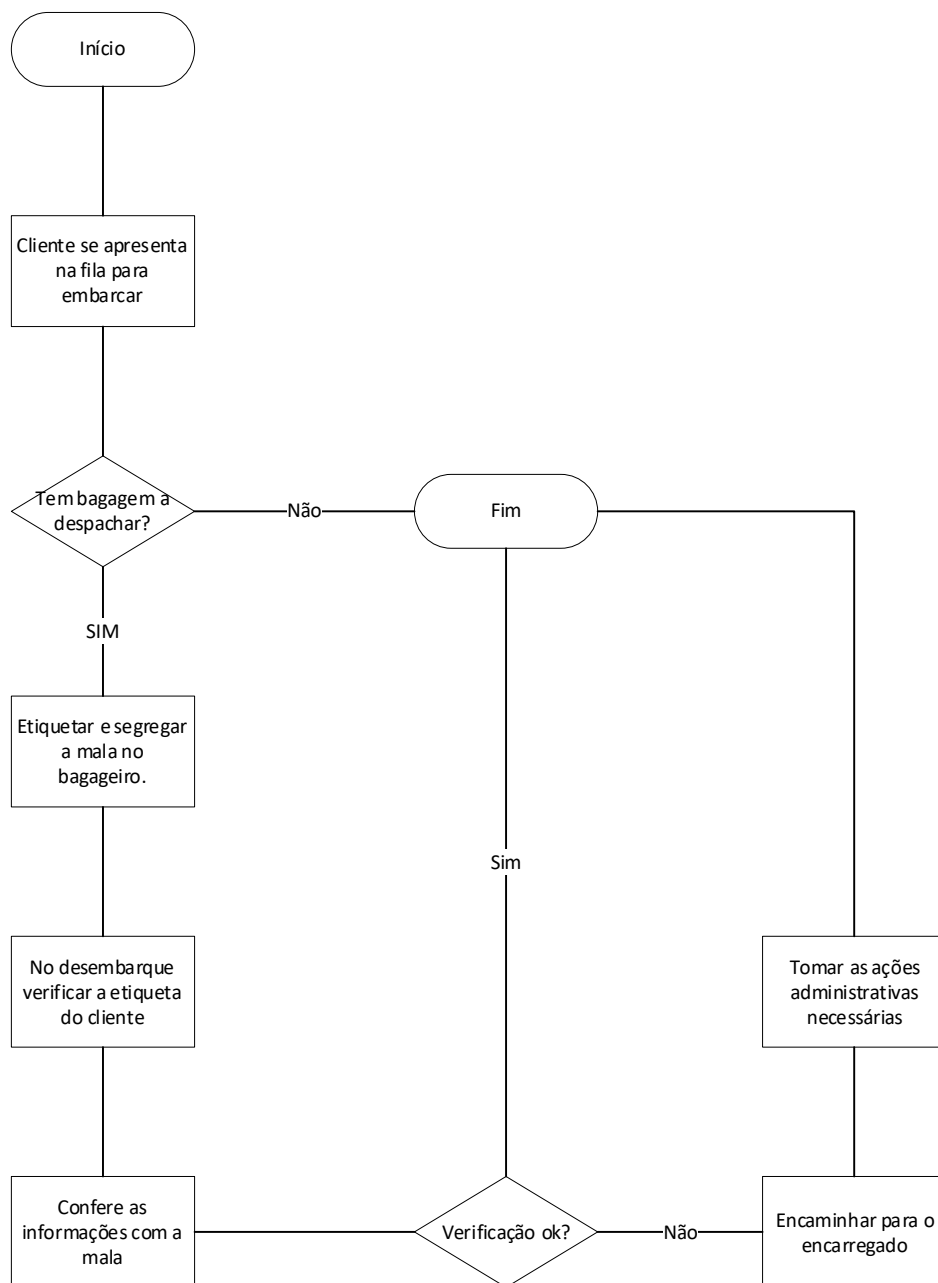 Início
Cliente se apresenta
na fila para
embarcar
Tem bagagem a
despachar?
Não
Fim
SIM
Etiquetar e segregar
a mala no
bagageiro.
Sim
No desembarque
verificar a etiqueta
do cliente
Tomar as ações
administrativas
necessárias
Confere as
informações com a
mala
Verificação ok?
Não
Encaminhar para o
encarregado